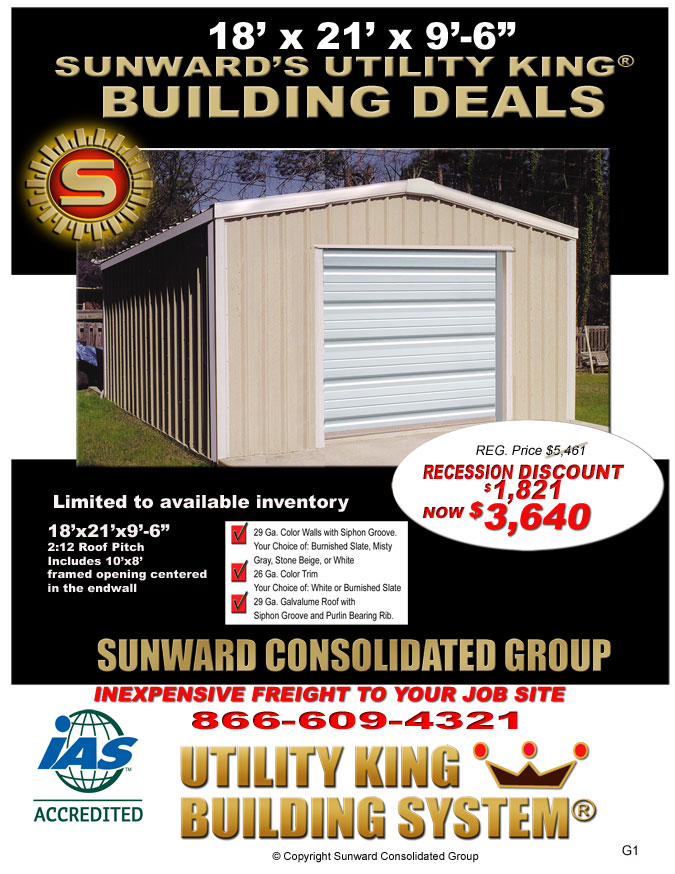 18’ x 21’ x 9’-6”
SUNWARD’S UTILITY KING®
BUILDING DEALS
S
REG. Price $5,461
RECESSION DISCOUNT
$1,821
NOW $3,640
Limited to available inventory
18’x21’x9’-6”
2:12 Roof Pitch
Includes 10’x8’
framed opening centered
in the endwall
29 Ga. Color Walls with Siphon Groove.
Your Choice of: Burnished Slate, Misty
Gray, Stone Beige, or White
26 Ga. Color Trim
Your Choice of: White or Burnished Slate
29 Ga. Galvalume Roof with
Siphon Groove and Purlin Bearing Rib.
SUNWARD CONSOLIDATED GROUP
INEXPENSIVE FREIGHT TO YOUR JOB SITE
866-609-4321
iAS™
ACCREDITED
UTILITY KING
BUILDING SYSTEM®
© Copyright Sunward Consolidated Group
G1